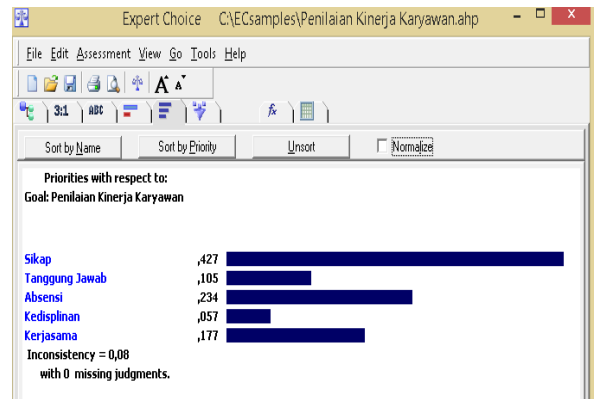 Expert Choice C:\ECsamples\Penilaian Kinerja Karyawan.ahp
File Edit Assessment View Go Tools Help
A A
3:1 ABC fx
Sort by Name Sort by Priority Unsort Normalize
Priorities with respect to:
Goal: Penilaian Kinerja Karyawan
Sikap ,427
Tanggung Jawab ,105
Absensi ,234
Kedisplinan ,057
Kerjasama ,177
Inconsistency = 0,08
with 0 missing judgments.